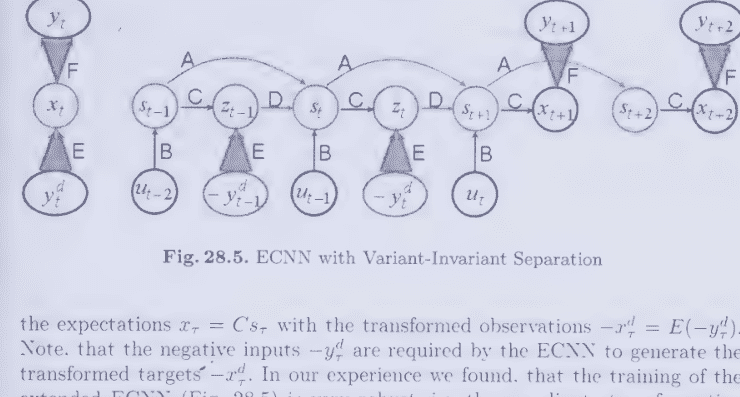 y_t y_{t+1} y_{t+2}
F F F
A A A
x_t s_{t-1} C z_{t-1} D s_t C z_t D s_{t+1} C x_{t+1} s_{t+2} C x_{t+2}
E B E B E B
y_t^d u_{t-2} -y_{t-1}^d u_{t-1} -y_t^d u_t
Fig. 28.5. ECNN with Variant-Invariant Separation
the expectations x_τ = Cs_τ with the transformed observations −x_τ^d = E(−y_τ^d).
Note, that the negative inputs −y_τ^d are required by the ECNN to generate the
transformed targets −x_τ^d. In our experience we found, that the training of the